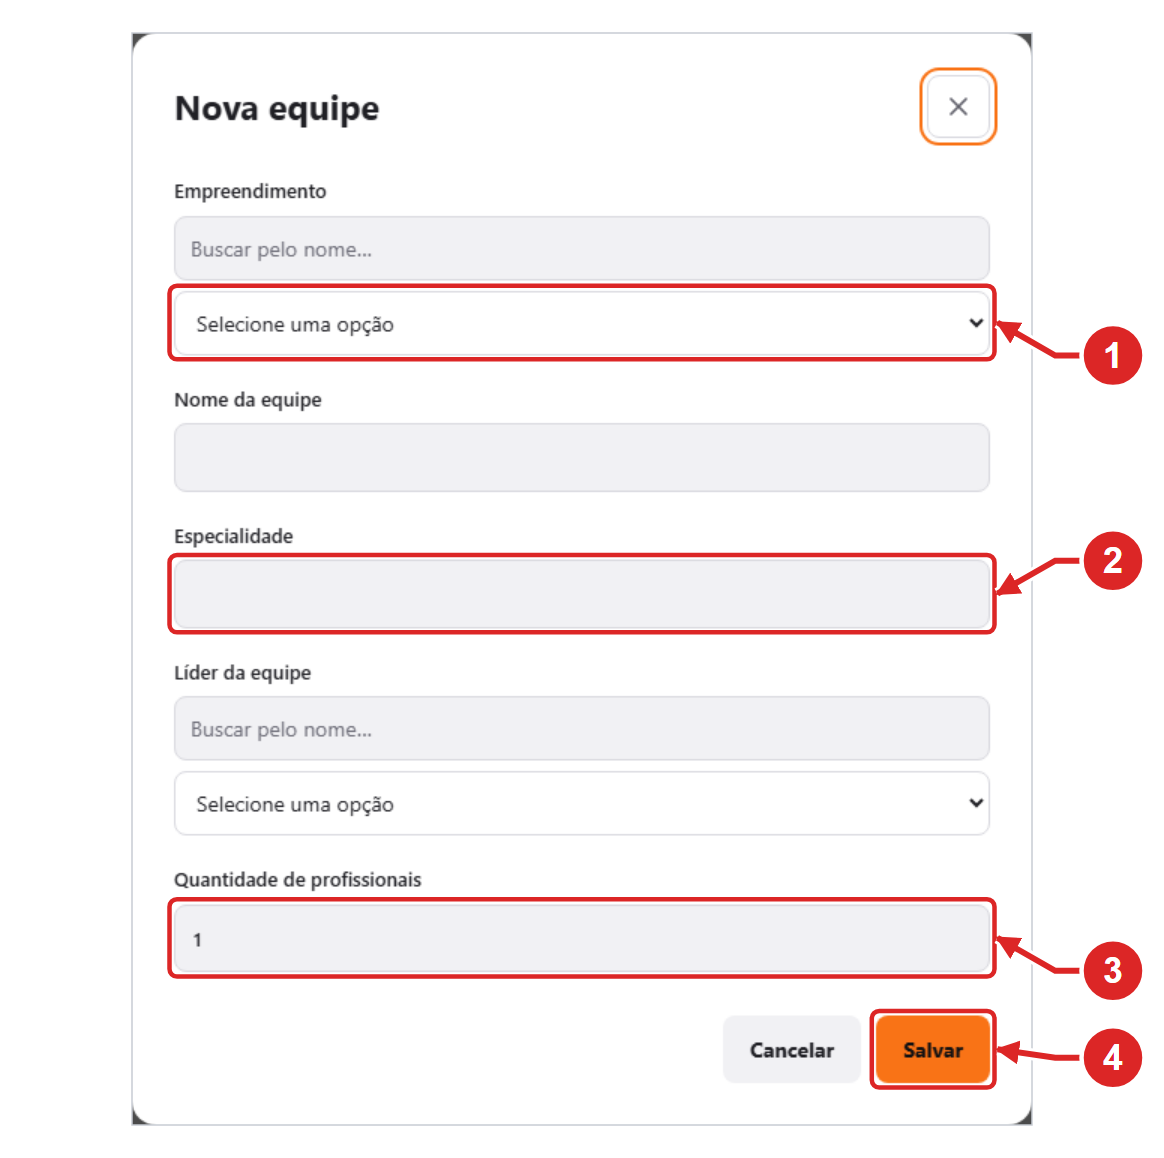 Nova equipe
Empreendimento
Buscar pelo nome...
Selecione uma opção
1
Nome da equipe
Especialidade
2
Líder da equipe
Buscar pelo nome...
Selecione uma opção
Quantidade de profissionais
1
3
Cancelar
Salvar
4